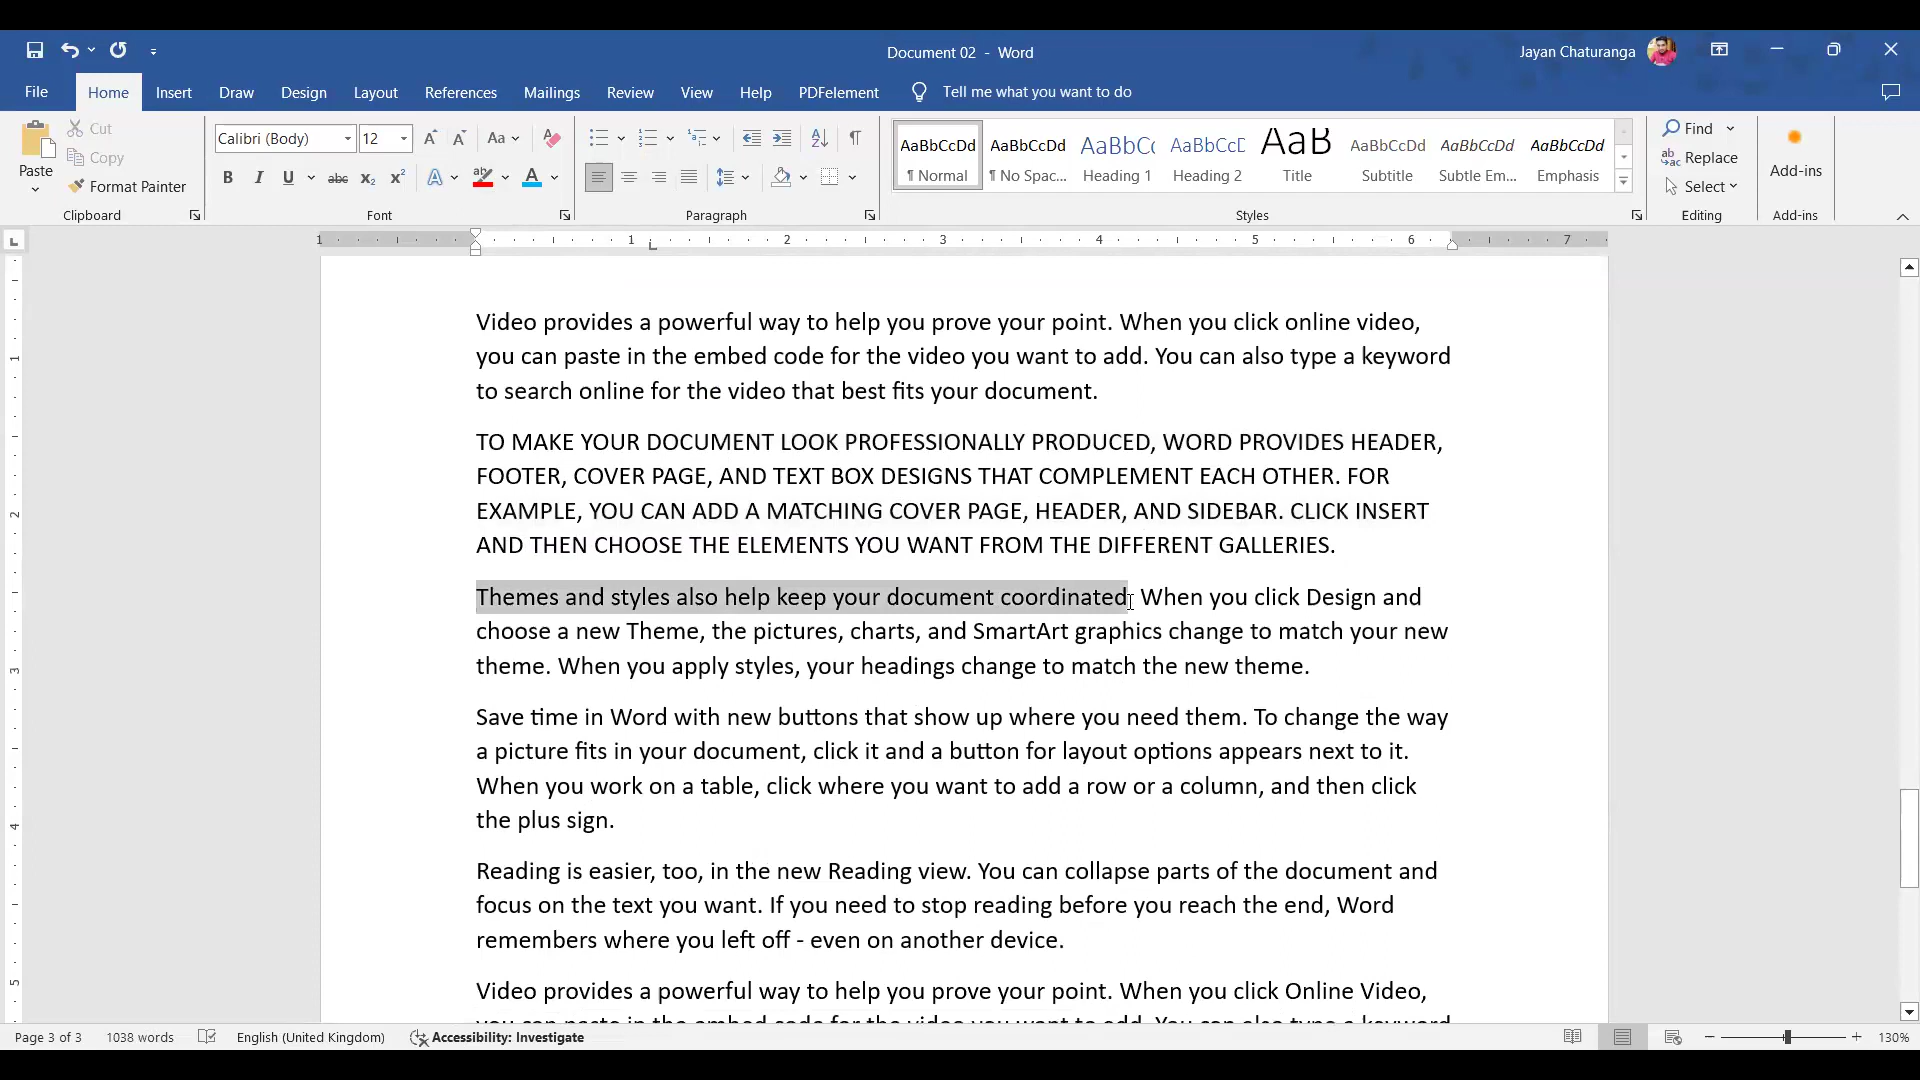 Document 02 - Word
Jayan Chaturanga
File Home Insert Draw Design Layout References Mailings Review View Help PDFelement Tell me what you want to do
Paste
Cut
Copy
Format Painter
Clipboard
Calibri (Body) 12 Aa
B I U abc x₂ x² A ab A
Font
Paragraph
AaBbCcDd AaBbCcDd AaBbCc AaBbCcD AaB AaBbCcDd AaBbCcDd AaBbCcDd
¶ Normal ¶ No Spac... Heading 1 Heading 2 Title Subtitle Subtle Em... Emphasis
Styles
Find
Replace
Select
Editing
Add-ins
Add-ins
1 1 2 3 4 5 6 7
Video provides a powerful way to help you prove your point. When you click online video,
you can paste in the embed code for the video you want to add. You can also type a keyword
to search online for the video that best fits your document.
TO MAKE YOUR DOCUMENT LOOK PROFESSIONALLY PRODUCED, WORD PROVIDES HEADER,
FOOTER, COVER PAGE, AND TEXT BOX DESIGNS THAT COMPLEMENT EACH OTHER. FOR
EXAMPLE, YOU CAN ADD A MATCHING COVER PAGE, HEADER, AND SIDEBAR. CLICK INSERT
AND THEN CHOOSE THE ELEMENTS YOU WANT FROM THE DIFFERENT GALLERIES.
Themes and styles also help keep your document coordinated. When you click Design and
choose a new Theme, the pictures, charts, and SmartArt graphics change to match your new
theme. When you apply styles, your headings change to match the new theme.
Save time in Word with new buttons that show up where you need them. To change the way
a picture fits in your document, click it and a button for layout options appears next to it.
When you work on a table, click where you want to add a row or a column, and then click
the plus sign.
Reading is easier, too, in the new Reading view. You can collapse parts of the document and
focus on the text you want. If you need to stop reading before you reach the end, Word
remembers where you left off - even on another device.
Video provides a powerful way to help you prove your point. When you click Online Video,
you can paste in the embed code for the video you want to add. You can also type a keyword
Page 3 of 3 1038 words English (United Kingdom) Accessibility: Investigate 130%